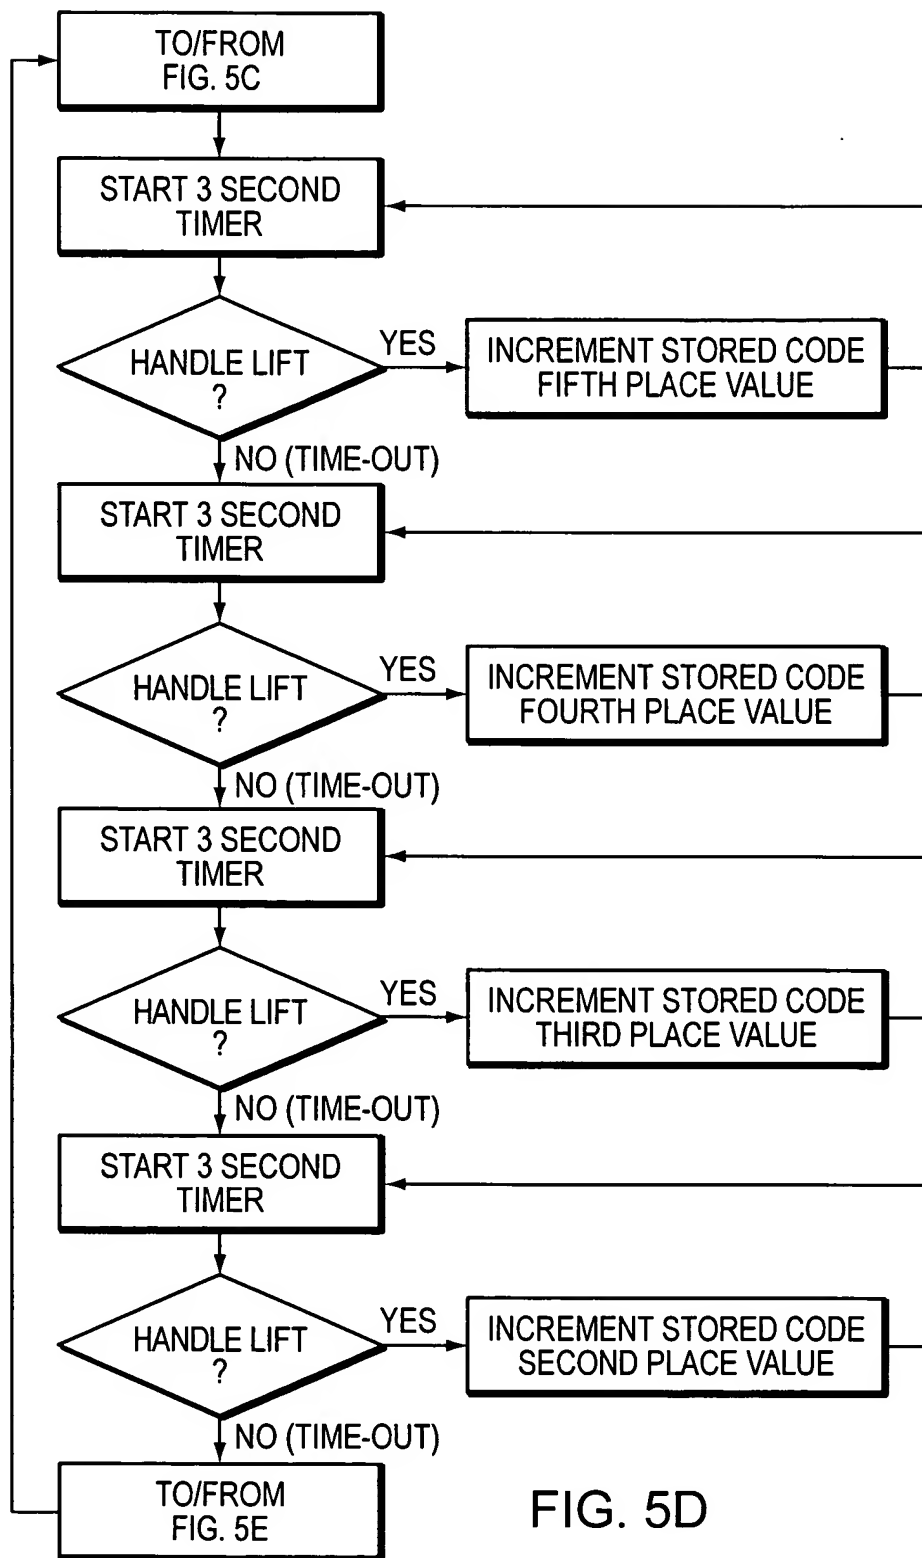 TO/FROM
FIG. 5C
START 3 SECOND
TIMER
HANDLE LIFT
?
YES
INCREMENT STORED CODE
FIFTH PLACE VALUE
NO (TIME-OUT)
START 3 SECOND
TIMER
HANDLE LIFT
?
YES
INCREMENT STORED CODE
FOURTH PLACE VALUE
NO (TIME-OUT)
START 3 SECOND
TIMER
HANDLE LIFT
?
YES
INCREMENT STORED CODE
THIRD PLACE VALUE
NO (TIME-OUT)
START 3 SECOND
TIMER
HANDLE LIFT
?
YES
INCREMENT STORED CODE
SECOND PLACE VALUE
NO (TIME-OUT)
TO/FROM
FIG. 5E
FIG. 5D